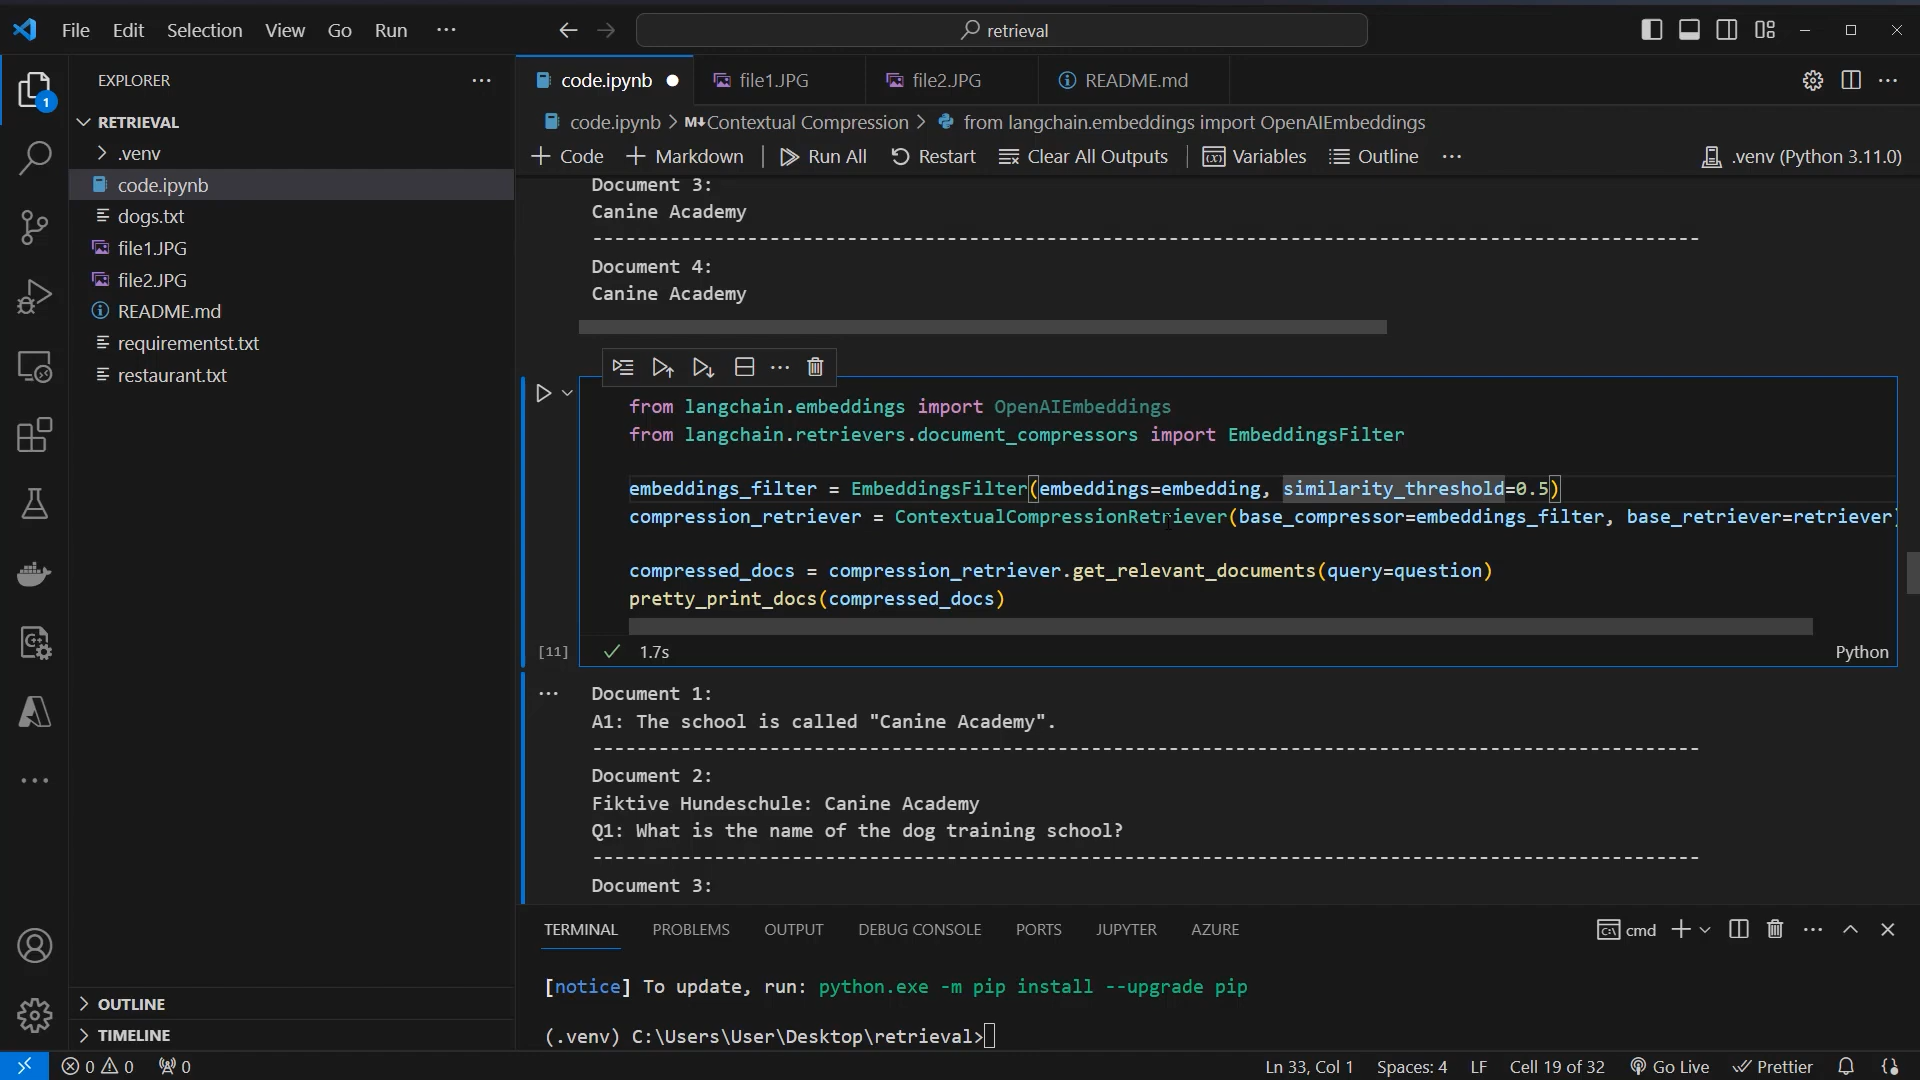 File Edit Selection View Go Run ···
retrieval
EXPLORER
RETRIEVAL
.venv
code.ipynb
dogs.txt
file1.JPG
file2.JPG
README.md
requirementst.txt
restaurant.txt
OUTLINE
TIMELINE
1
code.ipynb file1.JPG file2.JPG README.md
code.ipynb > M↓Contextual Compression > from langchain.embeddings import OpenAIEmbeddings
+ Code + Markdown Run All Restart Clear All Outputs Variables Outline ··· .venv (Python 3.11.0)
Document 3:
Canine Academy
----------------------------------------------------------------------------------------------------
Document 4:
Canine Academy
from langchain.embeddings import OpenAIEmbeddings
from langchain.retrievers.document_compressors import EmbeddingsFilter
embeddings_filter = EmbeddingsFilter(embeddings=embedding, similarity_threshold=0.5)
compression_retriever = ContextualCompressionRetriever(base_compressor=embeddings_filter, base_retriever=retriever)
compressed_docs = compression_retriever.get_relevant_documents(query=question)
pretty_print_docs(compressed_docs)
[11] 1.7s Python
Document 1:
A1: The school is called "Canine Academy".
----------------------------------------------------------------------------------------------------
Document 2:
Fiktive Hundeschule: Canine Academy
Q1: What is the name of the dog training school?
----------------------------------------------------------------------------------------------------
Document 3:
TERMINAL PROBLEMS OUTPUT DEBUG CONSOLE PORTS JUPYTER AZURE cmd
[notice] To update, run: python.exe -m pip install --upgrade pip
(.venv) C:\Users\User\Desktop\retrieval>
0 0 0 Ln 33, Col 1 Spaces: 4 LF Cell 19 of 32 Go Live Prettier